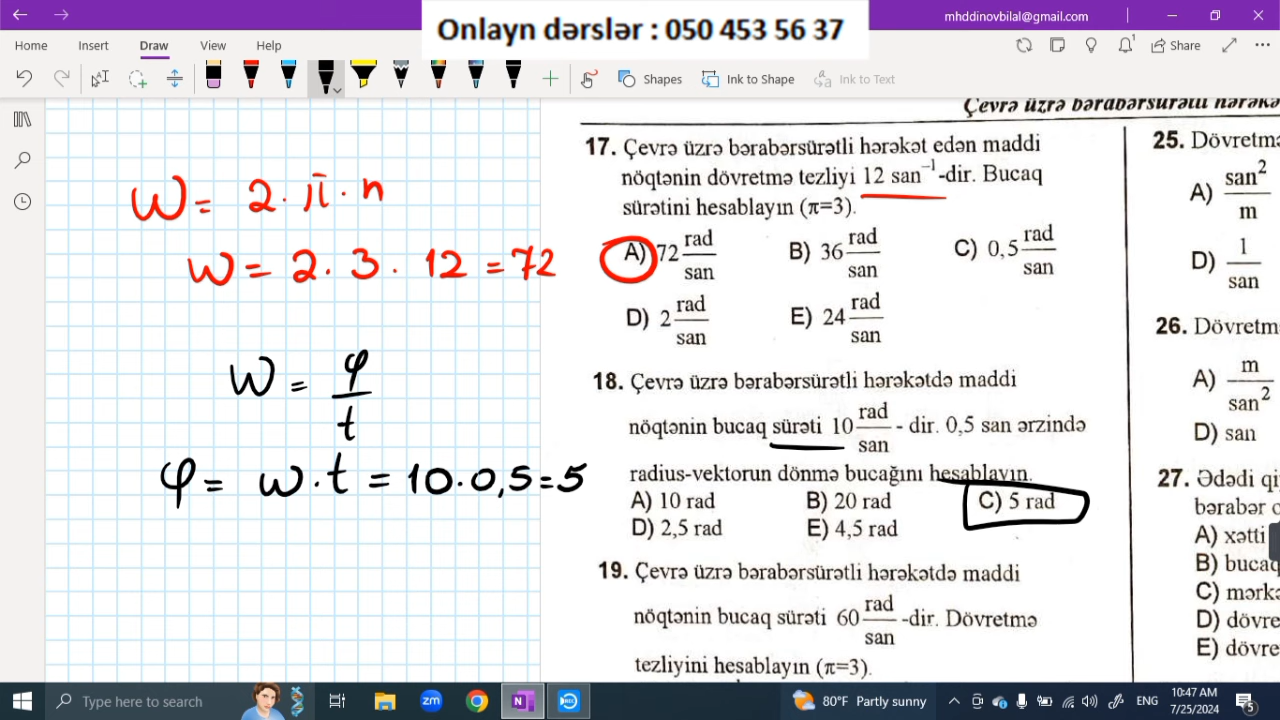 Onlayn dərslər : 050 453 56 37
mhddinovbilal@gmail.com
Home Insert Draw View Help
Share
Shapes Ink to Shape Ink to Text
W = 2 · π · n
W = 2 · 3 · 12 = 72
W = φ/t
φ = w · t = 10 · 0,5 = 5
Çevrə üzrə bərabərsürətli
17. Çevrə üzrə bərabərsürətli hərəkət edən maddi
nöqtənin dövretmə tezliyi 12 san⁻¹-dir. Bucaq
sürətini hesablayın (π=3).
A) 72 rad/san B) 36 rad/san C) 0,5 rad/san
D) 2 rad/san E) 24 rad/san
18. Çevrə üzrə bərabərsürətli hərəkətdə maddi
nöqtənin bucaq sürəti 10 rad/san - dir. 0,5 san ərzində
radius-vektorun dönmə bucağını hesablayın.
A) 10 rad B) 20 rad C) 5 rad
D) 2,5 rad E) 4,5 rad
19. Çevrə üzrə bərabərsürətli hərəkətdə maddi
nöqtənin bucaq sürəti 60 rad/san -dir. Dövretmə
tezliyini hesablayın (π=3).
25. Dövretmə
A) san²/m
D) 1/san
26. Dövretm
A) m/san²
D) san
27. Ədədi qi
bərabər
A) xətti
B) bucaq
C) mərkə
D) dövre
E) dövre
Type here to search
80°F Partly sunny
ENG
10:47 AM
7/25/2024
5